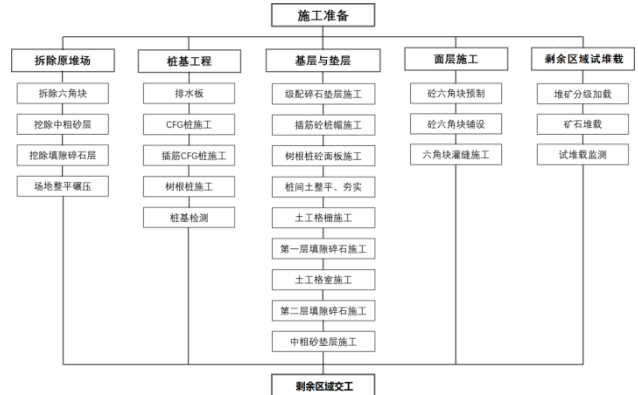 施工准备
拆除原堆场
拆除六角块
挖除中粗砂层
挖除填隙碎石层
场地整平碾压
桩基工程
排水板
CFG桩施工
插筋CFG桩施工
树根桩施工
桩基检测
基层与垫层
级配碎石垫层施工
插筋砼桩帽施工
树根桩砼面板施工
桩间土整平、夯实
土工格栅施工
第一层填隙碎石施工
土工格室施工
第二层填隙碎石施工
中粗砂垫层施工
面层施工
砼六角块预制
砼六角块铺设
六角块灌缝施工
剩余区域试堆载
堆矿分级加载
矿石堆载
试堆载监测
剩余区域交工